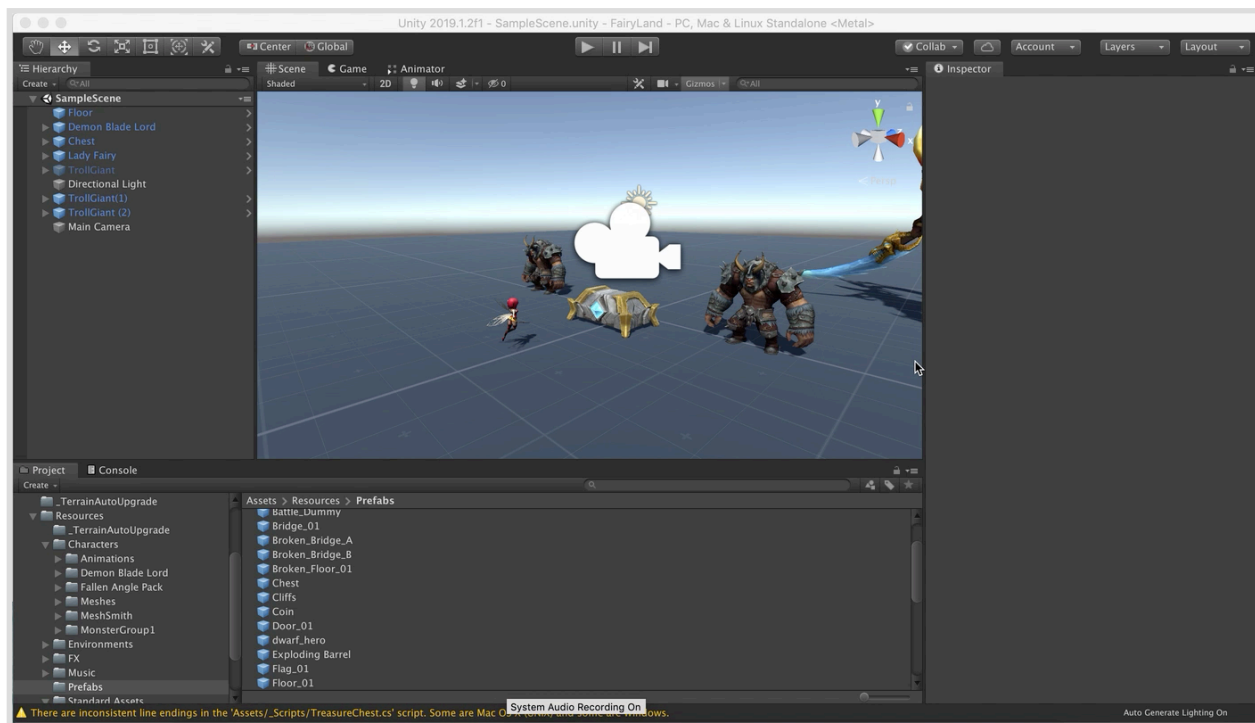 Unity 2019.1.2f1 - SampleScene.unity - FairyLand - PC, Mac & Linux Standalone <Metal>
Center Global Collab Account Layers Layout
Hierarchy
Create All
SampleScene
Floor
Demon Blade Lord
Chest
Lady Fairy
TrollGiant
Directional Light
TrollGiant(1)
TrollGiant (2)
Main Camera
Scene Game Animator
Shaded 2D 0 Gizmos All
y
x
Persp
Inspector
Project Console
Create
_TerrainAutoUpgrade
Resources
_TerrainAutoUpgrade
Characters
Animations
Demon Blade Lord
Fallen Angle Pack
Meshes
MeshSmith
MonsterGroup1
Environments
FX
Music
Prefabs
Standard Assets
Assets > Resources > Prefabs
Battle_Dummy
Bridge_01
Broken_Bridge_A
Broken_Bridge_B
Broken_Floor_01
Chest
Cliffs
Coin
Door_01
dwarf_hero
Exploding Barrel
Flag_01
Floor_01
System Audio Recording On
There are inconsistent line endings in the 'Assets/_Scripts/TreasureChest.cs' script. Some are Mac OS X (UNIX) and some are Windows.
Auto Generate Lighting On